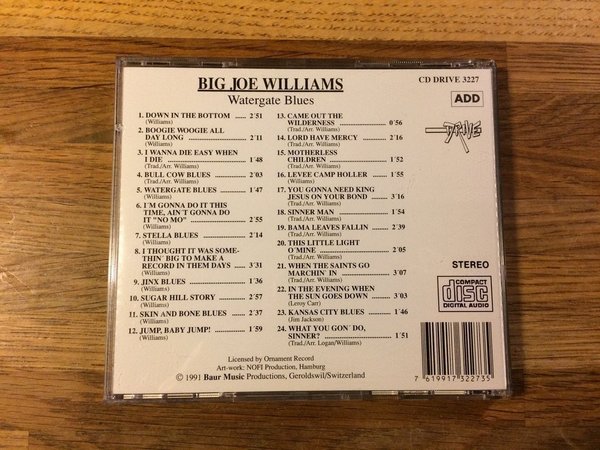 BIG JOE WILLIAMS
Watergate Blues
CD DRIVE 3227
ADD
DRIVE
1. DOWN IN THE BOTTOM ...... 2´51
(Williams)
2. BOOGIE WOOGIE ALL
DAY LONG ........................ 2´11
(Williams)
3. I WANNA DIE EASY WHEN
I DIE ................................. 1´48
(Trad./Arr. Williams)
4. BULL COW BLUES ............ 2´03
(Trad./Arr. Williams)
5. WATERGATE BLUES .......... 1´47
(Williams)
6. I´M GONNA DO IT THIS
TIME, AIN´T GONNA DO
IT "NO MO" ........................ 2´55
(Williams)
7. STELLA BLUES ................. 2´14
(Williams)
8. I THOUGHT IT WAS SOME-
THIN´ BIG TO MAKE A
RECORD IN THEM DAYS .... 3´31
(Williams)
9. JINX BLUES ...................... 1´36
(Williams)
10. SUGAR HILL STORY .......... 2´57
(Williams)
11. SKIN AND BONE BLUES ..... 2´37
(Williams)
12. JUMP, BABY JUMP! ........... 1´59
(Williams)
13. CAME OUT THE
WILDERNESS .................... 0´56
(Trad./Arr. Williams)
14. LORD HAVE MERCY ......... 2´16
(Trad./Arr. Williams)
15. MOTHERLESS
CHILDREN ........................ 1´52
(Trad./Arr. Williams)
16. LEVEE CAMP HOLLER ...... 1´55
(Williams)
17. YOU GONNA NEED KING
JESUS ON YOUR BOND ...... 3´16
(Trad./Arr. Williams)
18. SINNER MAN ..................... 1´54
(Trad./Arr. Williams)
19. BAMA LEAVES FALLIN ...... 2´39
(Trad./Arr. Williams)
20. THIS LITTLE LIGHT
O´MINE ............................. 2´05
(Trad./Arr. Williams)
21. WHEN THE SAINTS GO
MARCHIN´ IN .................... 3´07
(Trad./Arr. Williams)
22. IN THE EVENING WHEN
THE SUN GOES DOWN ....... 3´03
(Leroy Carr)
23. KANSAS CITY BLUES ........ 1´46
(Jim Jackson)
24. WHAT YOU GON´ DO,
SINNER? ............................ 1´51
(Trad./Arr. Logan/Williams)
STEREO
COMPACT
disc
DIGITAL AUDIO
Licensed by Ornament Record
Art-work: NOFI Production, Hamburg
© 1991 Baur Music Productions, Geroldswil/Switzerland
7 619917 322735